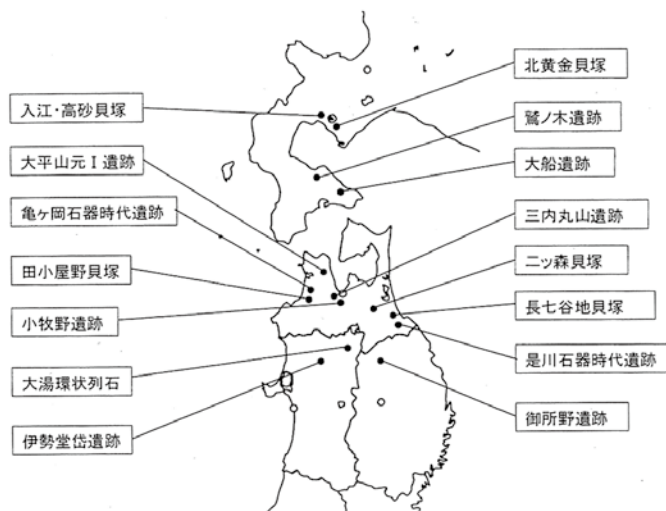 入江・高砂貝塚
大平山元Ⅰ遺跡
亀ヶ岡石器時代遺跡
田小屋野貝塚
小牧野遺跡
大湯環状列石
伊勢堂岱遺跡
北黄金貝塚
鷲ノ木遺跡
大船遺跡
三内丸山遺跡
二ッ森貝塚
長七谷地貝塚
是川石器時代遺跡
御所野遺跡